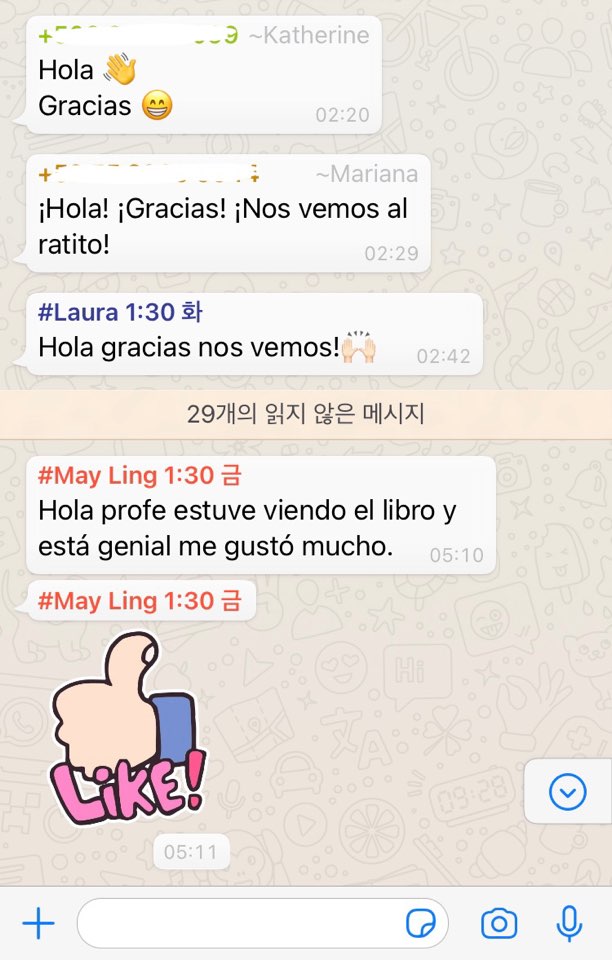 ~Katherine
Hola 👋
Gracias 😁
02:20
~Mariana
¡Hola! ¡Gracias! ¡Nos vemos al
ratito!
02:29
#Laura 1:30 화
Hola gracias nos vemos!🙌🏻
02:42
29개의 읽지 않은 메시지
#May Ling 1:30 금
Hola profe estuve viendo el libro y
está genial me gustó mucho.
05:10
#May Ling 1:30 금
LIKE!
05:11